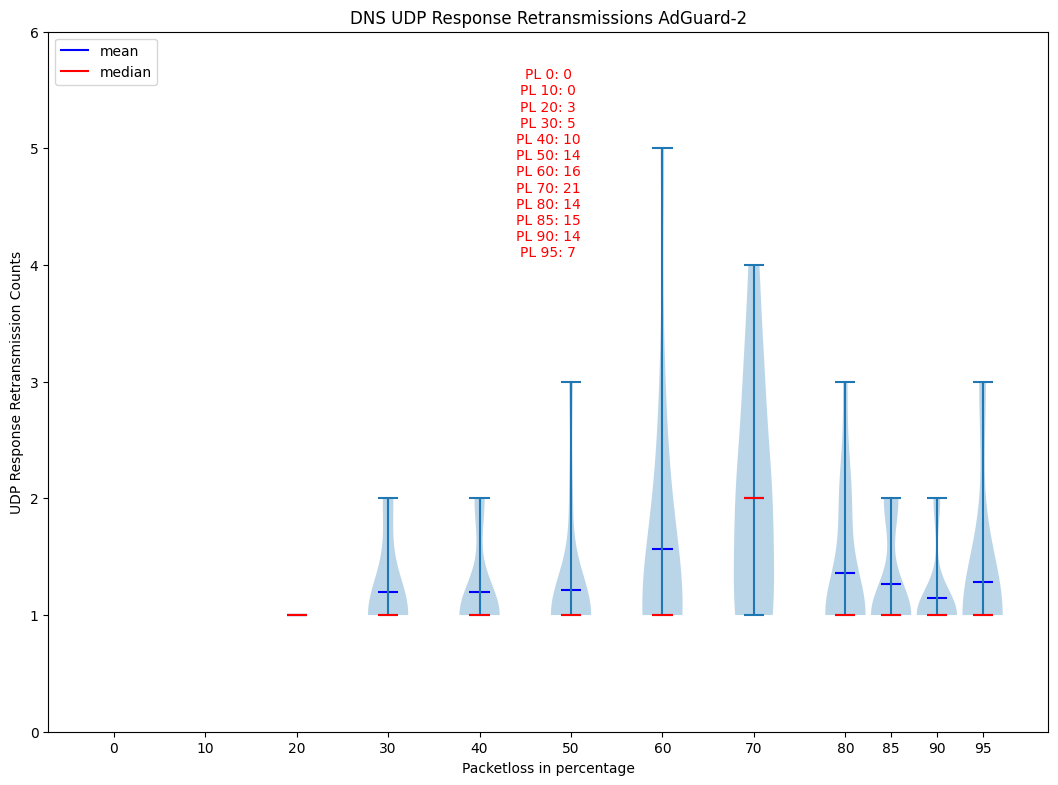 DNS UDP Response Retransmissions AdGuard-2
6
5
4
3
2
1
0
UDP Response Retransmission Counts
mean
median
PL 0: 0
PL 10: 0
PL 20: 3
PL 30: 5
PL 40: 10
PL 50: 14
PL 60: 16
PL 70: 21
PL 80: 14
PL 85: 15
PL 90: 14
PL 95: 7
0 10 20 30 40 50 60 70 80 85 90 95
Packetloss in percentage